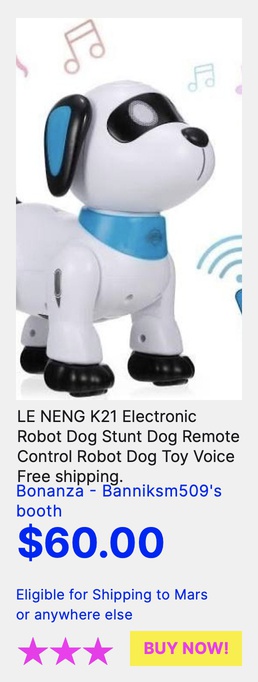 LE NENG K21 Electronic
Robot Dog Stunt Dog Remote
Control Robot Dog Toy Voice
Free shipping.
Bonanza - Banniksm509's
booth
$60.00
Eligible for Shipping to Mars
or anywhere else
BUY NOW!